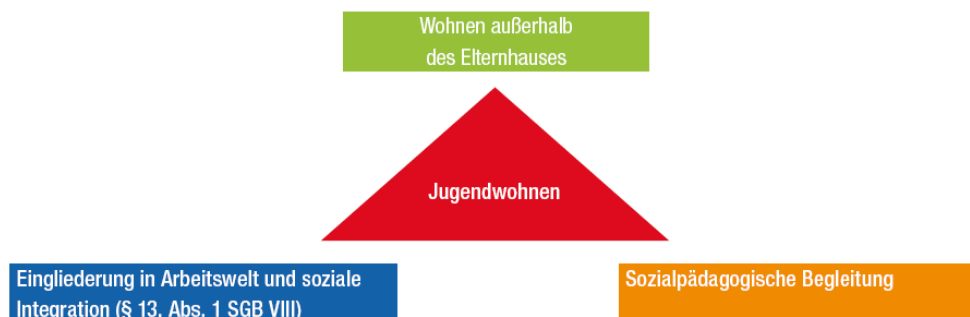 Wohnen außerhalb
des Elternhauses
Jugendwohnen
Eingliederung in Arbeitswelt und soziale
Integration (§ 13, Abs. 1 SGB VIII)
Sozialpädagogische Begleitung